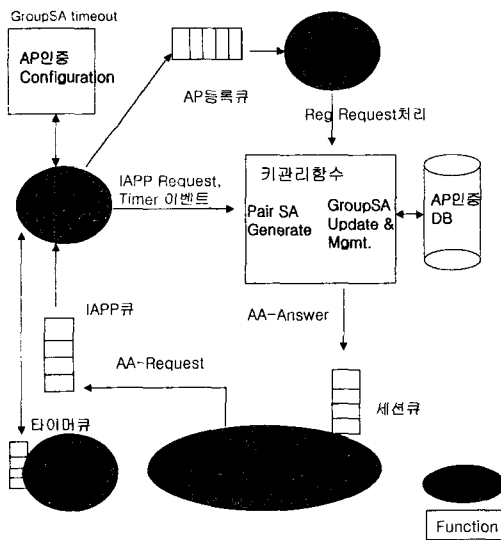 GroupSA timeout
AP인증
Configuration
AP등록큐
Reg Request처리
IAPP Request,
Timer 이벤트
키관리함수
Pair SA
Generate
GroupSA
Update &
Mgmt.
AP인증
DB
IAPP큐
AA-Answer
AA-Request
세션큐
타이머큐
Function